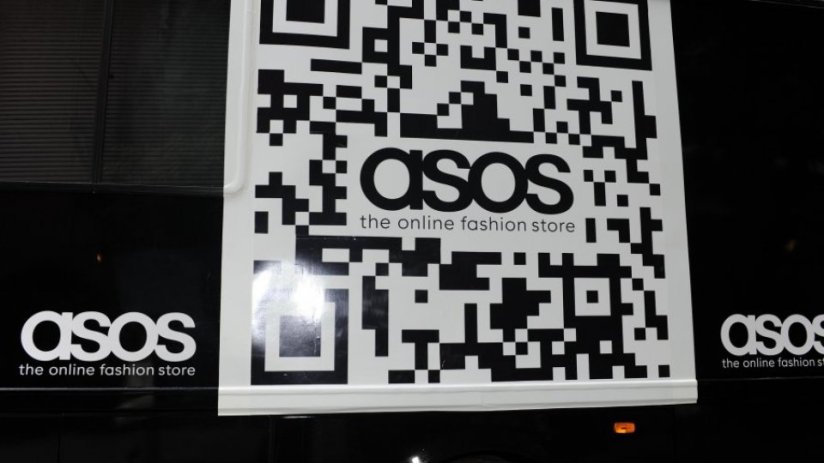 asos
the online fashion store
asos
the online fashion store
asos
the online fashion